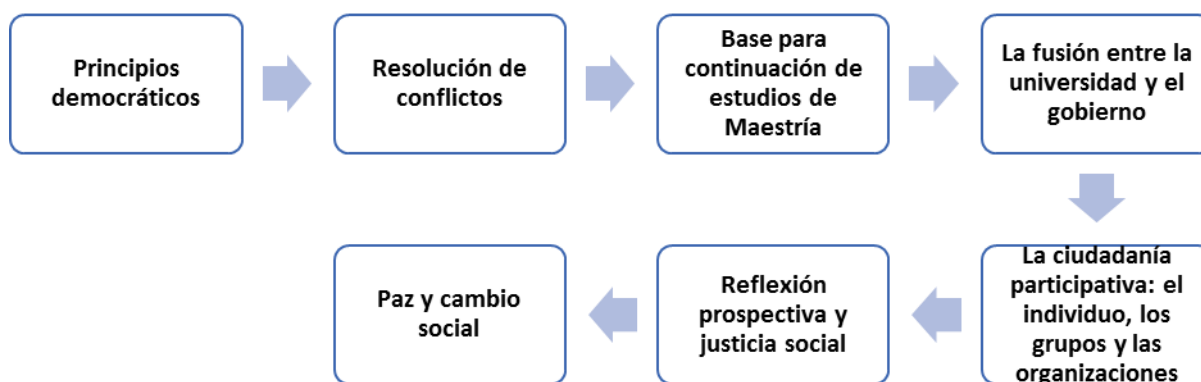 Principios
democráticos
Resolución de
conflictos
Base para
continuación de
estudios de
Maestría
La fusión entre la
universidad y el
gobierno
La ciudadanía
participativa: el
individuo, los
grupos y las
organizaciones
Reflexión
prospectiva y
justicia social
Paz y cambio
social